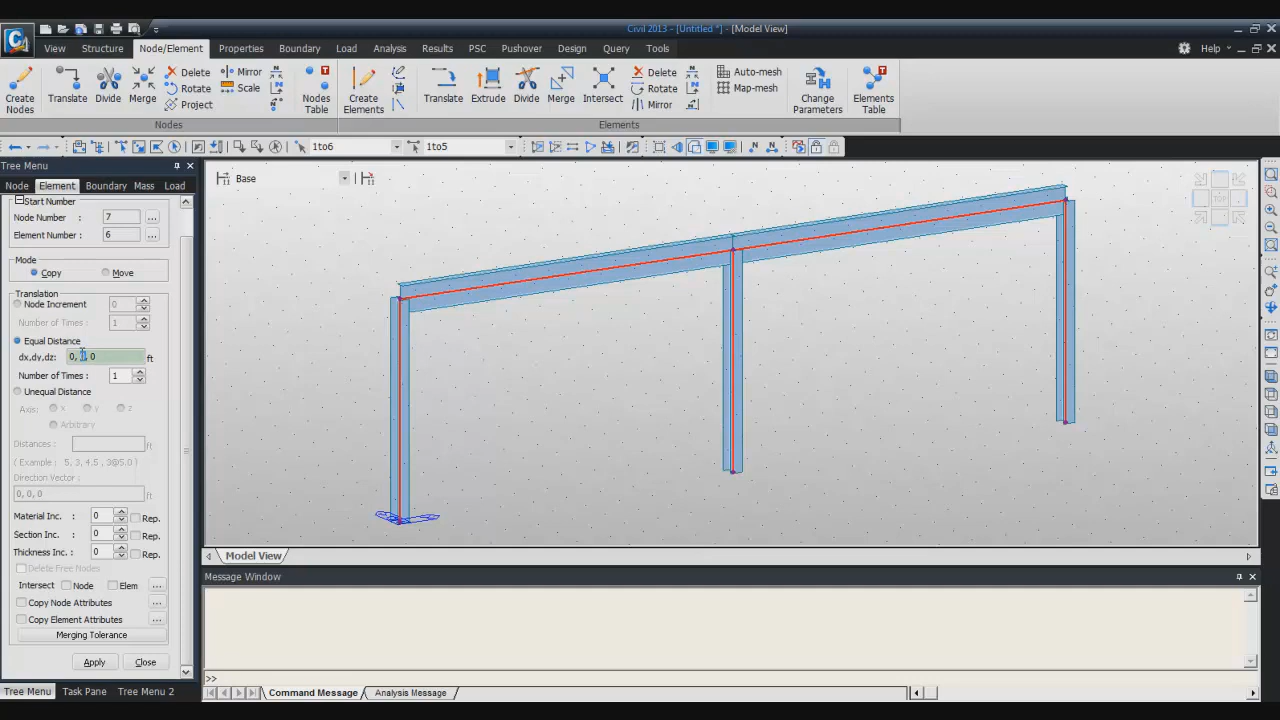 Civil 2013 - [Untitled *] - [Model View]
View Structure Node/Element Properties Boundary Load Analysis Results PSC Pushover Design Query Tools Help
Create Nodes
Translate
Divide
Merge
Delete
Rotate
Project
Mirror
Scale
Nodes Table
Create Elements
Translate
Extrude
Divide
Merge
Intersect
Delete
Rotate
Mirror
Auto-mesh
Map-mesh
Change Parameters
Elements Table
Nodes
Elements
1to6
1to5
Tree Menu
Node Element Boundary Mass Load
Base
TOP
Start Number
Node Number : 7 ...
Element Number : 6 ...
Mode
Copy Move
Translation
Node Increment 0
Number of Times : 1
Equal Distance
dx,dy,dz: 0, 0 ft
Number of Times : 1
Unequal Distance
Axis: x y z
Arbitrary
Distances : ft
( Example : 5, 3, 4.5 , 3@5.0 )
Direction Vector :
0, 0, 0 ft
Material Inc. : 0 Rep.
Section Inc. : 0 Rep.
Thickness Inc. : 0 Rep.
Delete Free Nodes
Intersect Node Elem ...
Copy Node Attributes ...
Copy Element Attributes ...
Merging Tolerance
Apply Close
Tree Menu Task Pane Tree Menu 2
Model View
Message Window
>>
Command Message Analysis Message